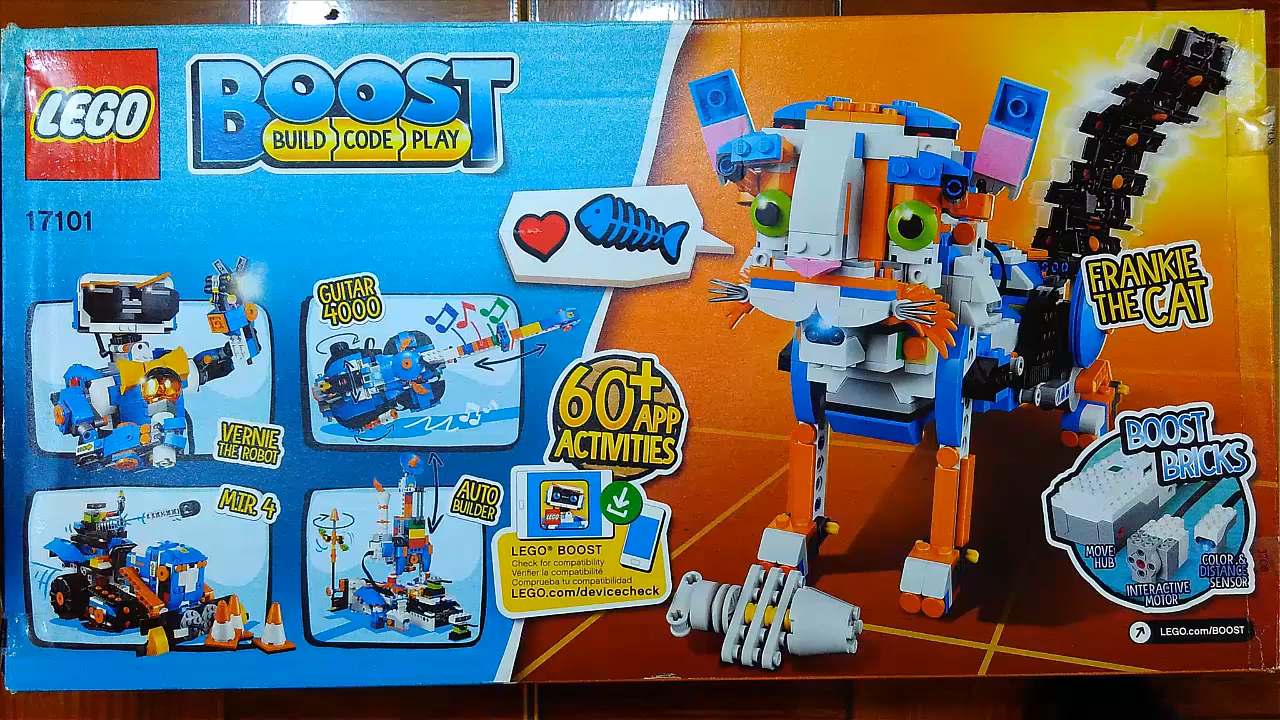 LEGO
BOOST
BUILD CODE PLAY
17101
FRANKIE
THE CAT
GUITAR
4000
VERNIE
THE ROBOT
60+
APP
ACTIVITIES
M.T.R. 4
AUTO
BUILDER
LEGO
LEGO® BOOST
Check for compatibility
Vérifier la compatibilité
Comprueba tu compatibilidad
LEGO.com/devicecheck
BOOST
BRICKS
MOVE
HUB
INTERACTIVE
MOTOR
COLOR &
DISTANCE
SENSOR
LEGO.com/BOOST